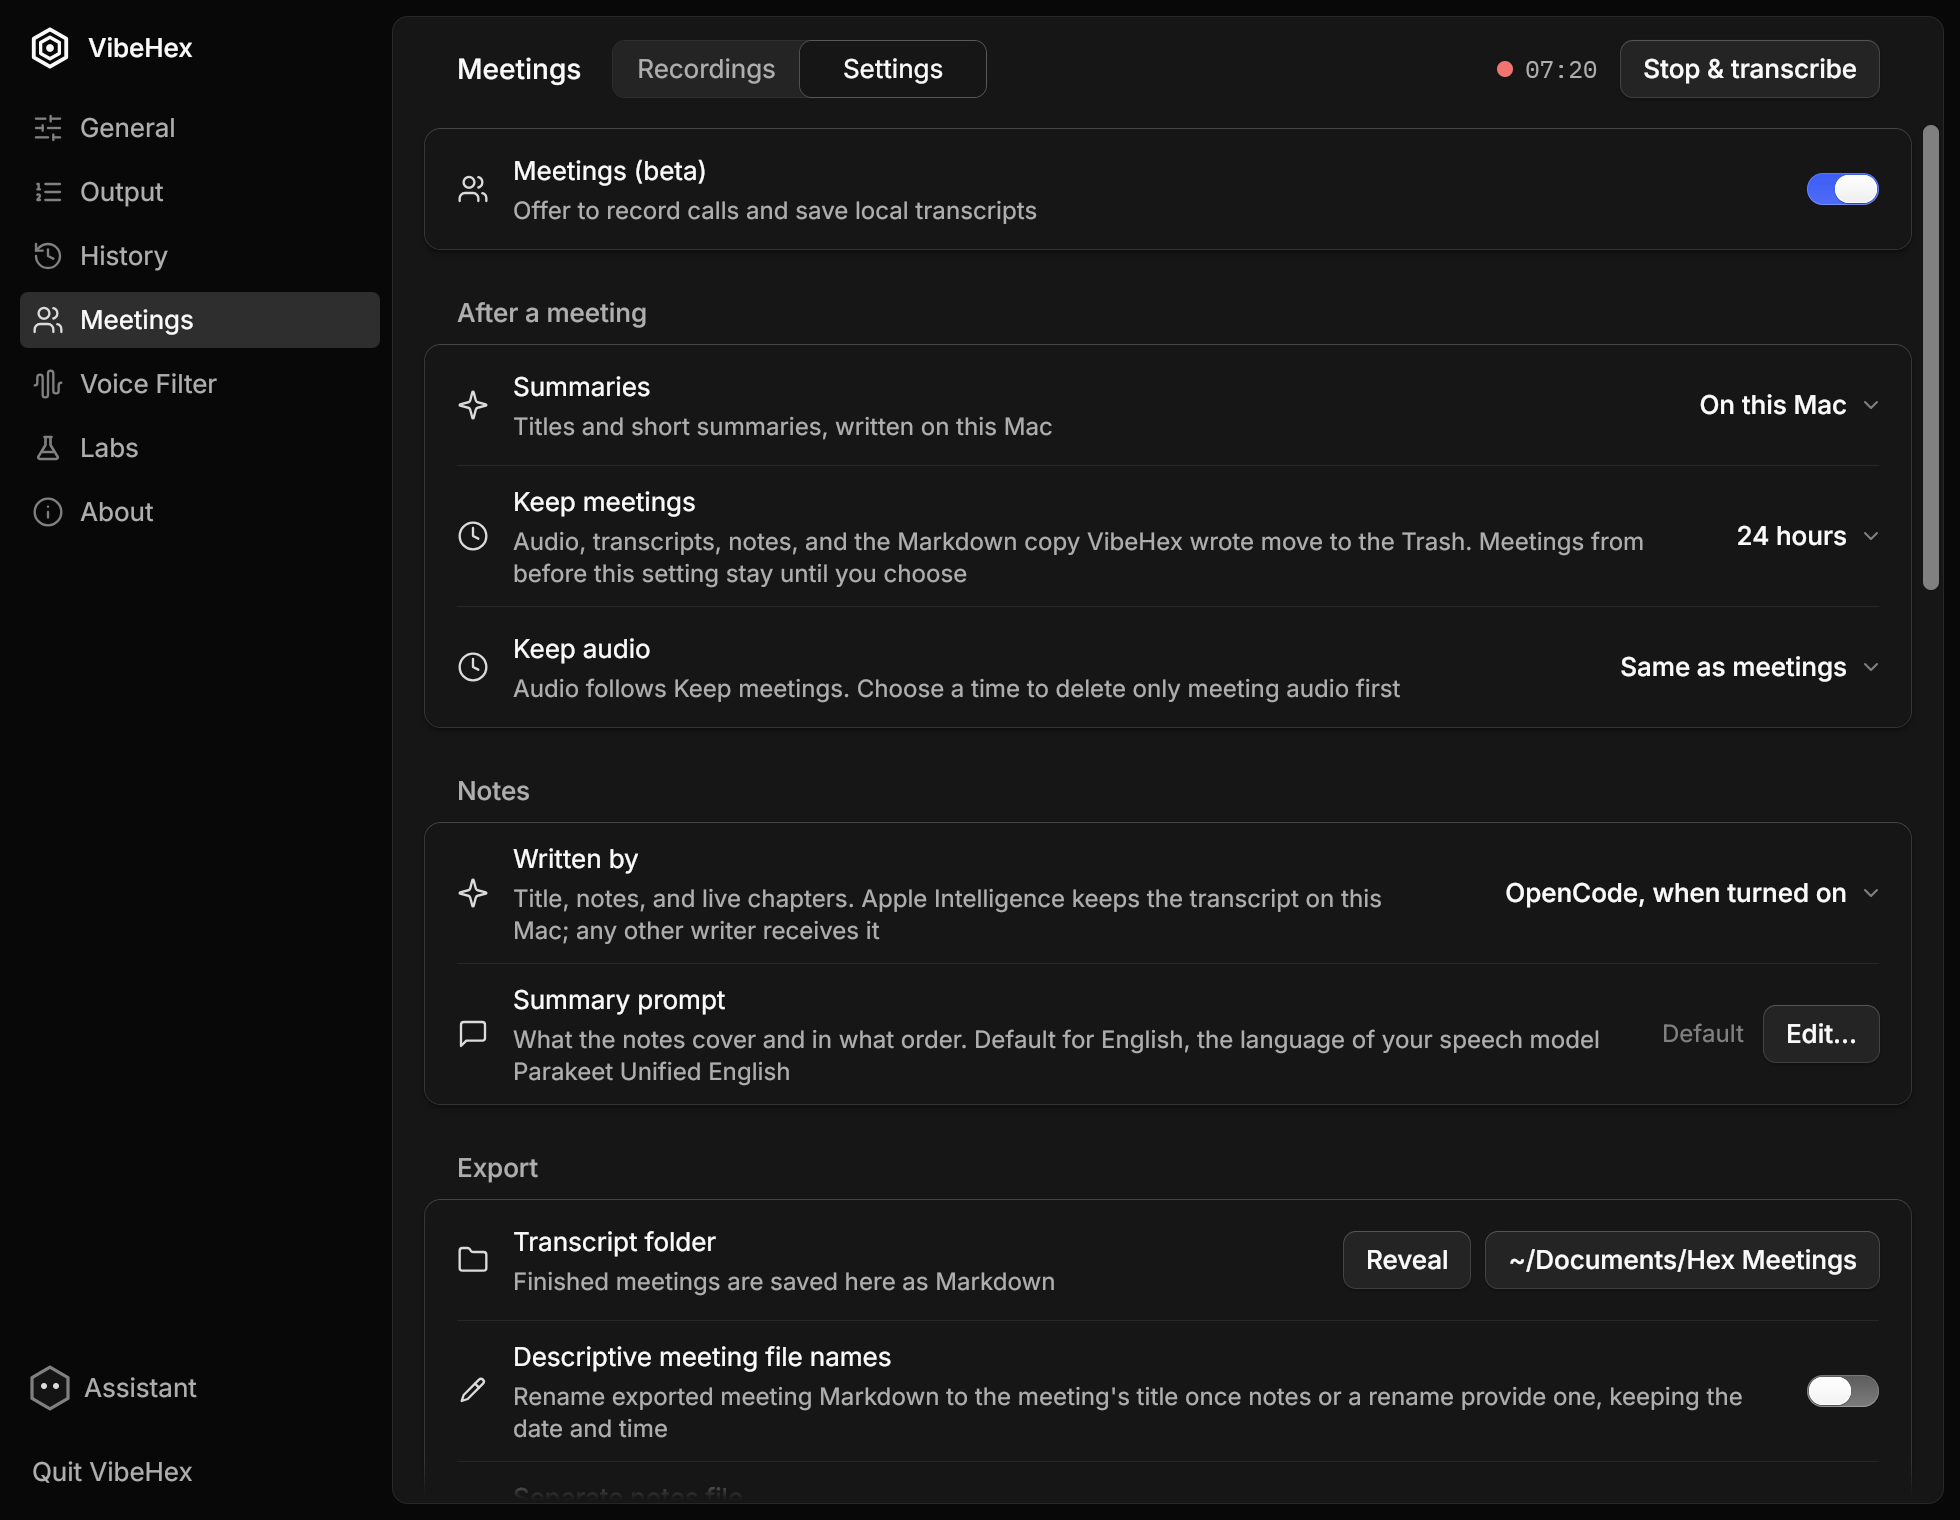 VibeHex
General
Output
History
Meetings
Voice Filter
Labs
About
Assistant
Quit VibeHex
Meetings
Recordings
Settings
07:20
Stop & transcribe
Meetings (beta)
Offer to record calls and save local transcripts
After a meeting
Summaries
Titles and short summaries, written on this Mac
On this Mac
Keep meetings
Audio, transcripts, notes, and the Markdown copy VibeHex wrote move to the Trash. Meetings from
before this setting stay until you choose
24 hours
Keep audio
Audio follows Keep meetings. Choose a time to delete only meeting audio first
Same as meetings
Notes
Written by
Title, notes, and live chapters. Apple Intelligence keeps the transcript on this
Mac; any other writer receives it
OpenCode, when turned on
Summary prompt
What the notes cover and in what order. Default for English, the language of your speech model
Parakeet Unified English
Default
Edit...
Export
Transcript folder
Finished meetings are saved here as Markdown
Reveal
~/Documents/Hex Meetings
Descriptive meeting file names
Rename exported meeting Markdown to the meeting's title once notes or a rename provide one, keeping the
date and time
Separate notes file